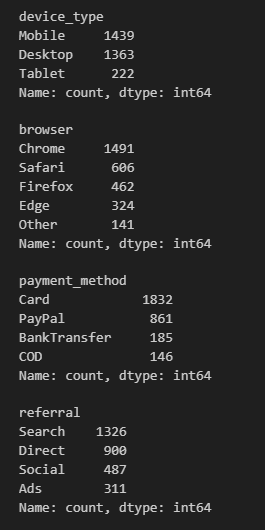 device_type
Mobile     1439
Desktop    1363
Tablet      222
Name: count, dtype: int64

browser
Chrome     1491
Safari      606
Firefox     462
Edge        324
Other       141
Name: count, dtype: int64

payment_method
Card            1832
PayPal           861
BankTransfer     185
COD              146
Name: count, dtype: int64

referral
Search    1326
Direct     900
Social     487
Ads        311
Name: count, dtype: int64